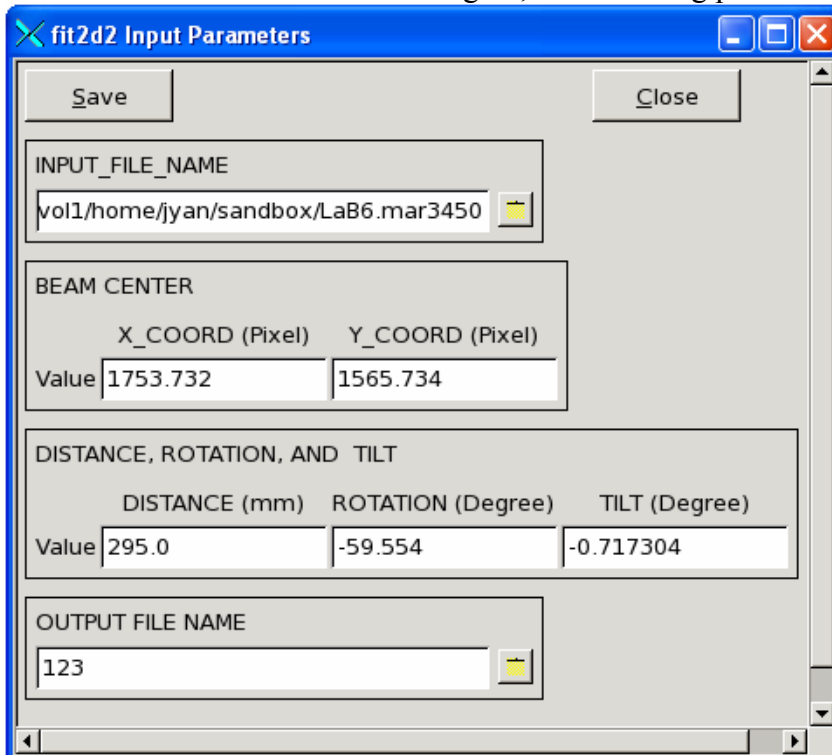 fit2d2 Input Parameters
Save Close
INPUT_FILE_NAME
vol1/home/jyan/sandbox/LaB6.mar3450
BEAM CENTER
X_COORD (Pixel) Y_COORD (Pixel)
Value 1753.732 1565.734
DISTANCE, ROTATION, AND TILT
DISTANCE (mm) ROTATION (Degree) TILT (Degree)
Value 295.0 -59.554 -0.717304
OUTPUT FILE NAME
123